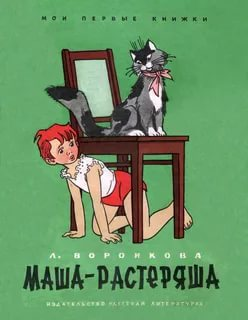 МОИ ПЕРВЫЕ КНИЖКИ
Л. ВОРОНКОВА
МАША-РАСТЕРЯША
ИЗДАТЕЛЬСТВО ДЕТСКАЯ ЛИТЕРАТУРА